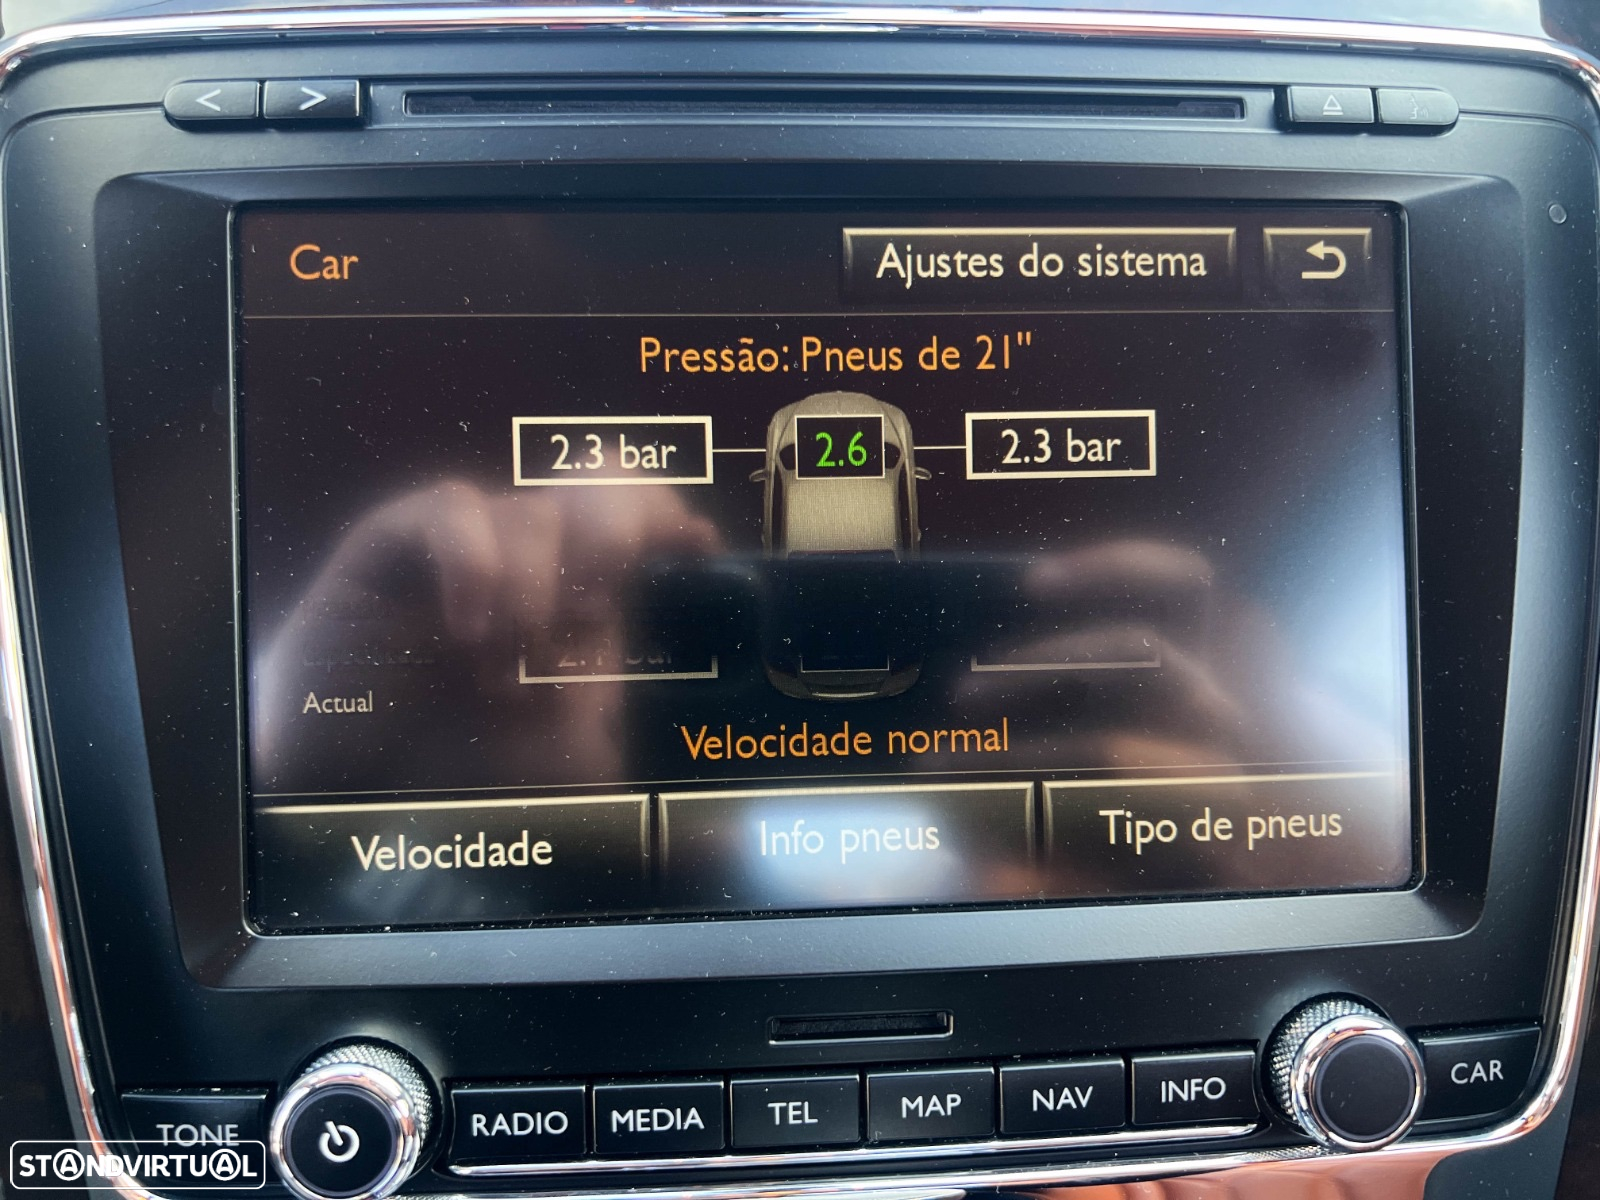 Car
Ajustes do sistema
Pressão: Pneus de 21"
2.3 bar
2.6
2.3 bar
Actual
Velocidade normal
Velocidade
Info pneus
Tipo de pneus
TONE
RADIO
MEDIA
TEL
MAP
NAV
INFO
CAR
STANDVIRTUAL